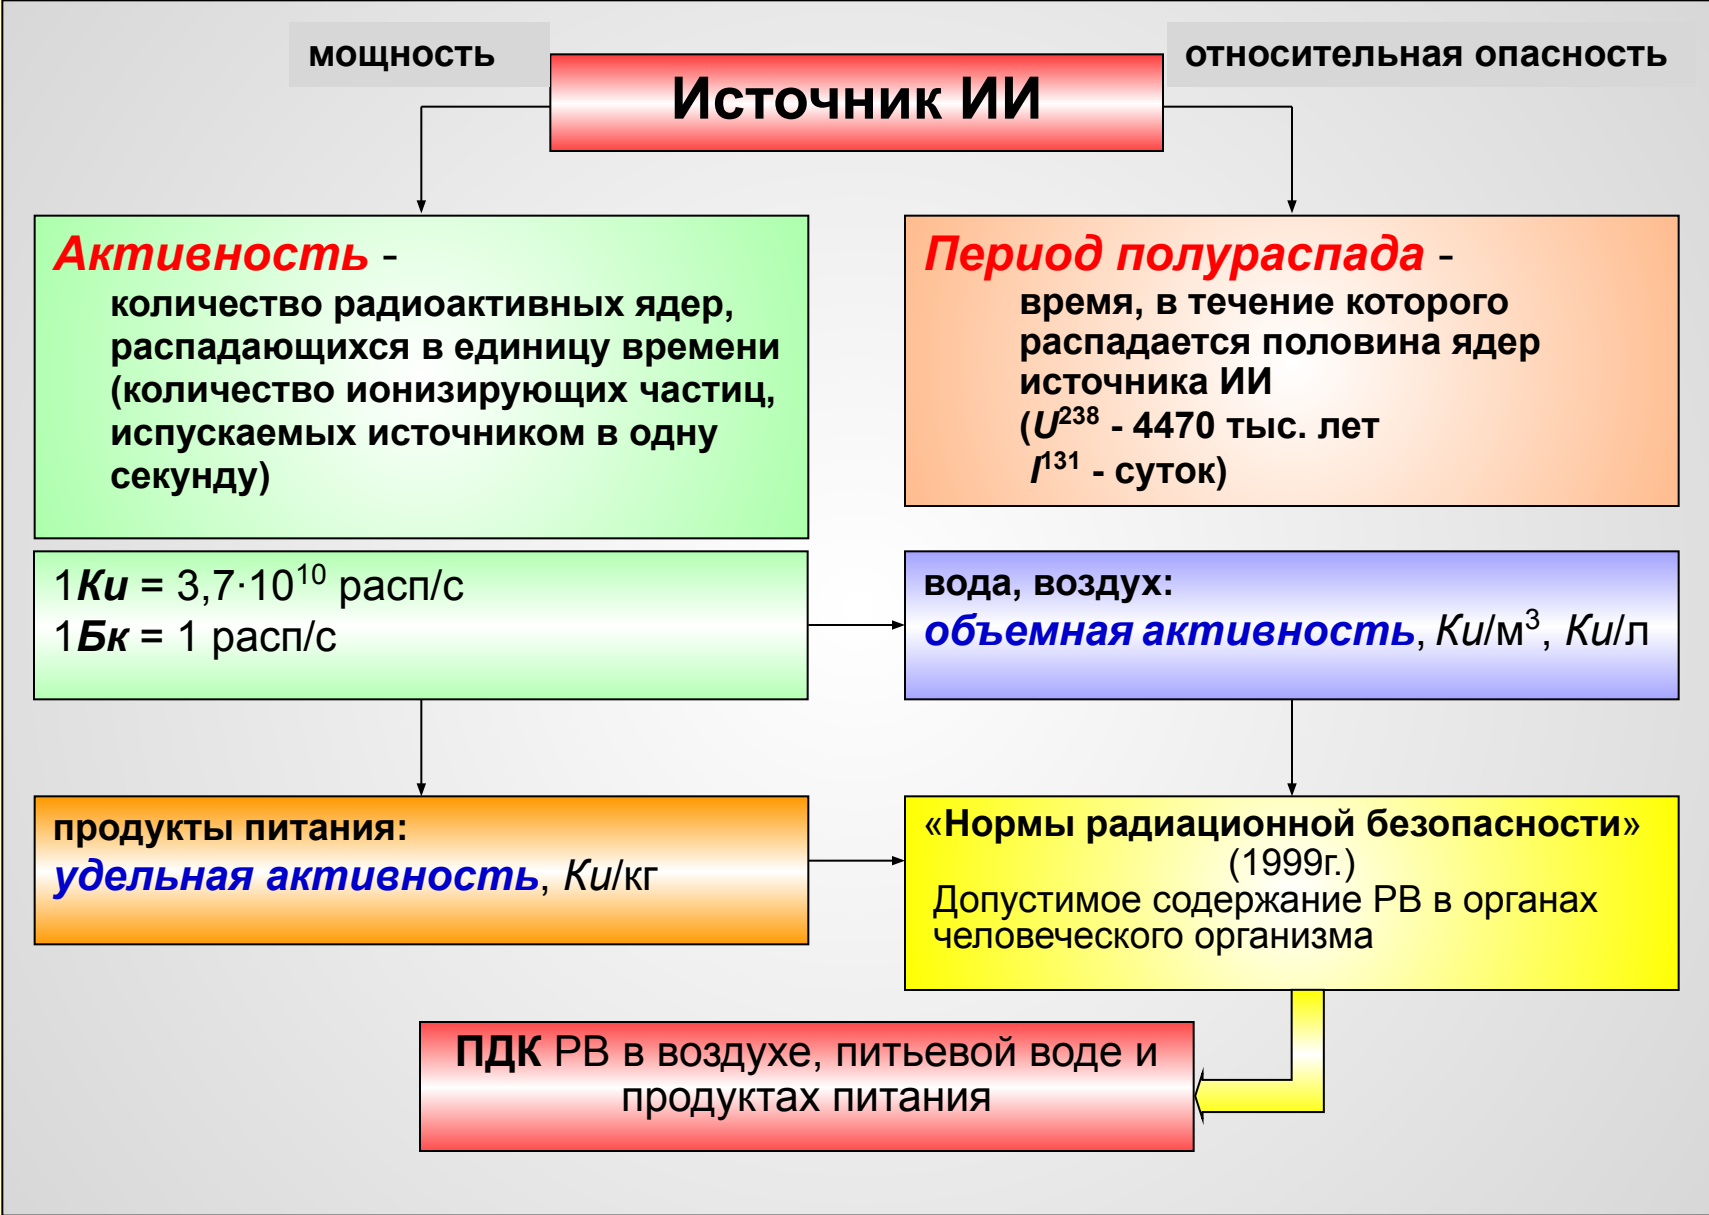 мощность
относительная опасность
Источник ИИ
Активность -
количество радиоактивных ядер,
распадающихся в единицу времени
(количество ионизирующих частиц,
испускаемых источником в одну
секунду)
Период полураспада -
время, в течение которого
распадается половина ядер
источника ИИ
(U²³⁸ - 4470 тыс. лет
I¹³¹ - суток)
1Ки = 3,7·10¹⁰ расп/с
1Бк = 1 расп/с
вода, воздух:
объемная активность, Ки/м³, Ки/л
продукты питания:
удельная активность, Ки/кг
«Нормы радиационной безопасности»
(1999г.)
Допустимое содержание РВ в органах
человеческого организма
ПДК РВ в воздухе, питьевой воде и
продуктах питания